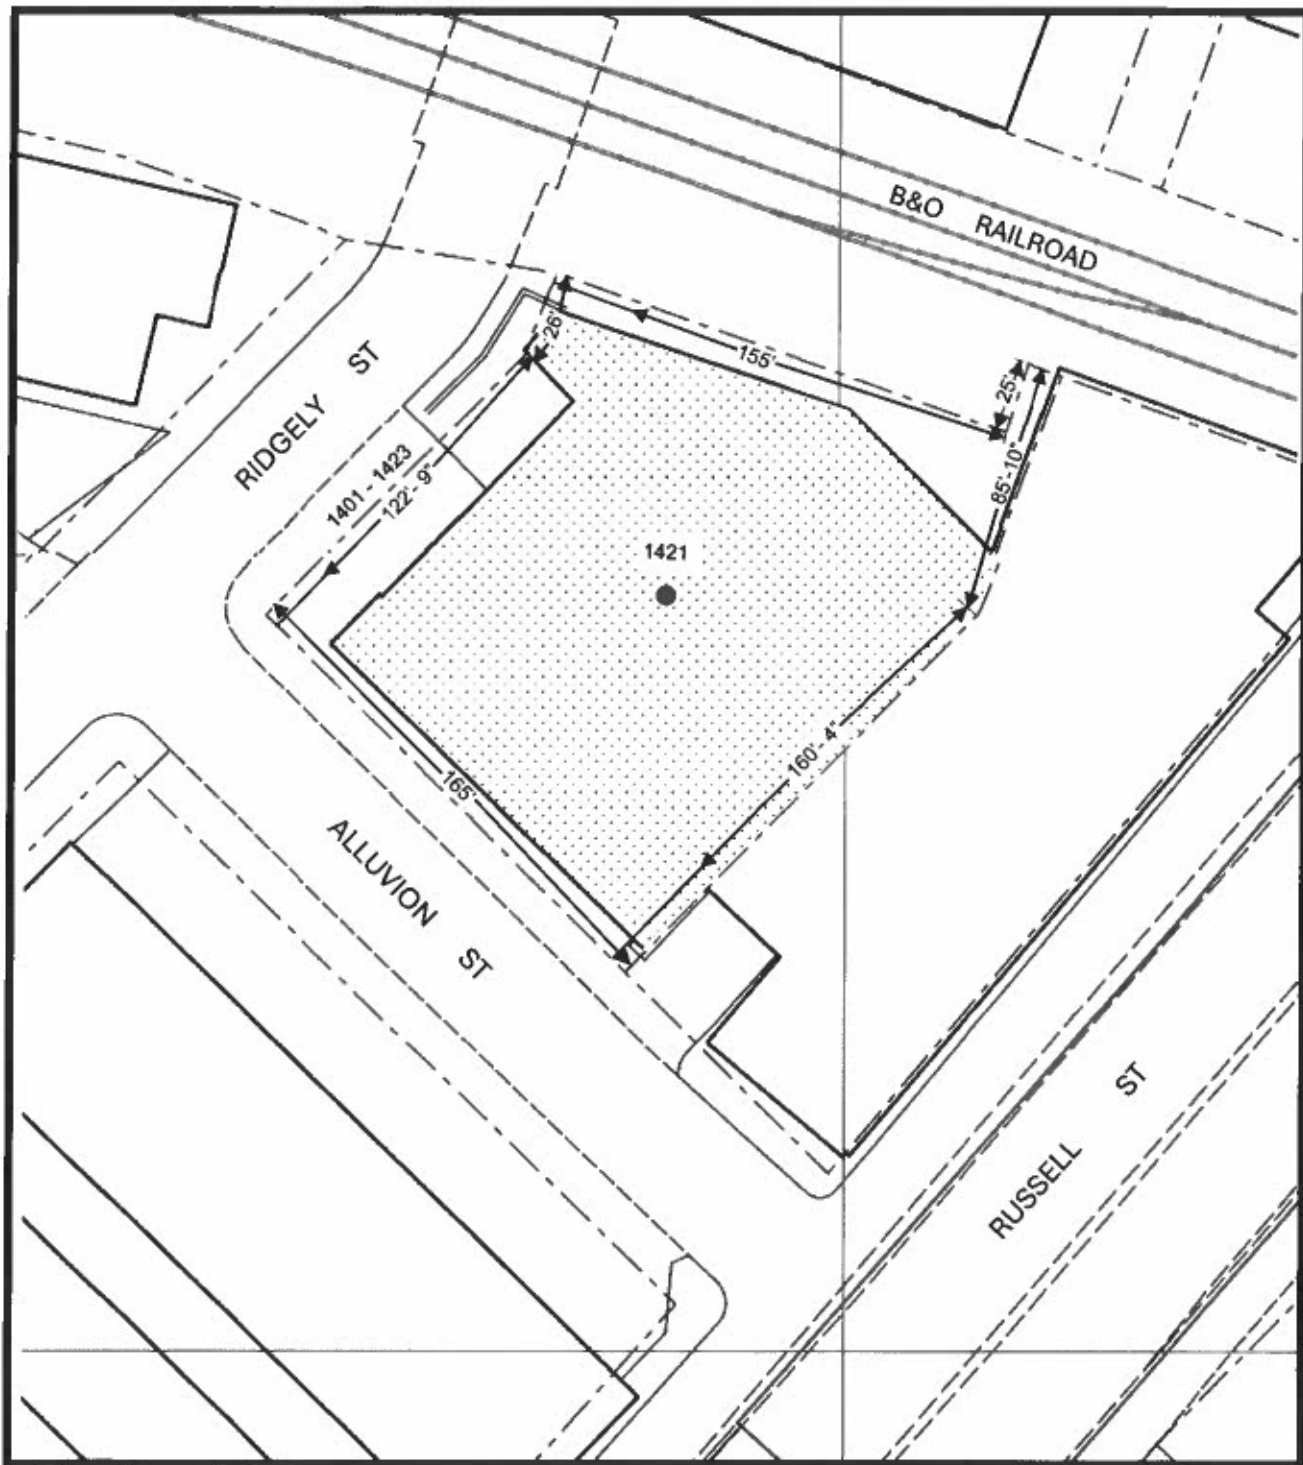 B&O RAILROAD
26'
155'
25'
85'-10"
RIDGELY ST
1401 - 1423
122'- 9"
1421
160'- 4"
165'
ALLUVION ST
RUSSELL ST